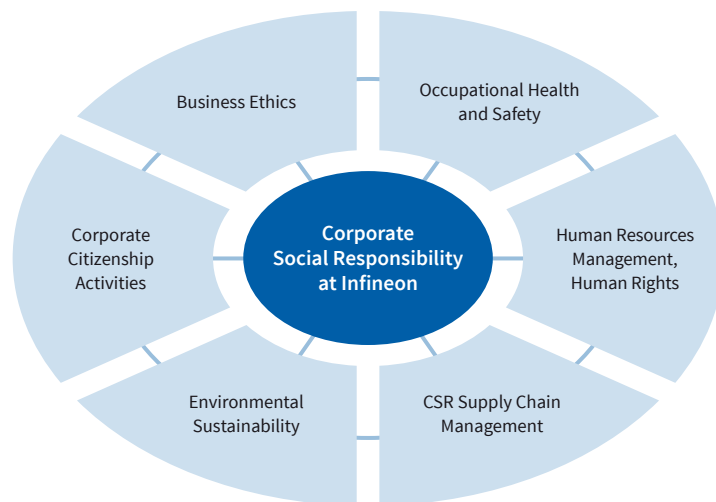 Business Ethics
Occupational Health
and Safety
Corporate
Citizenship
Activities
Corporate
Social Responsibility
at Infineon
Human Resources
Management,
Human Rights
Environmental
Sustainability
CSR Supply Chain
Management